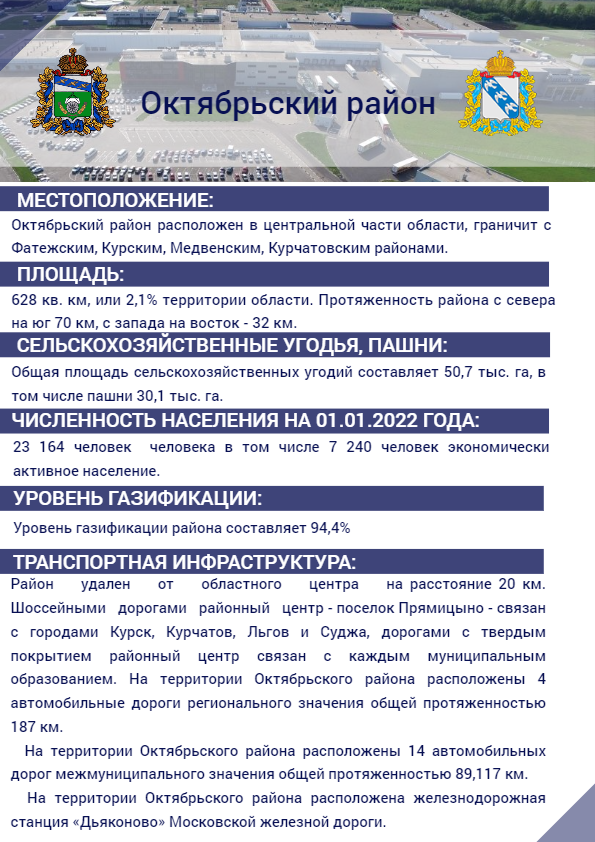 Октябрьский район
МЕСТОПОЛОЖЕНИЕ:
Октябрьский район расположен в центральной части области, граничит с
Фатежским, Курским, Медвенским, Курчатовским районами.
ПЛОЩАДЬ:
628 кв. км, или 2,1% территории области. Протяженность района с севера
на юг 70 км, с запада на восток - 32 км.
СЕЛЬСКОХОЗЯЙСТВЕННЫЕ УГОДЬЯ, ПАШНИ:
Общая площадь сельскохозяйственных угодий составляет 50,7 тыс. га, в
том числе пашни 30,1 тыс. га.
ЧИСЛЕННОСТЬ НАСЕЛЕНИЯ НА 01.01.2022 ГОДА:
23 164 человек человека в том числе 7 240 человек экономически
активное население.
УРОВЕНЬ ГАЗИФИКАЦИИ:
Уровень газификации района составляет 94,4%
ТРАНСПОРТНАЯ ИНФРАСТРУКТУРА:
Район удален от областного центра на расстояние 20 км.
Шоссейными дорогами районный центр - поселок Прямицыно - связан
с городами Курск, Курчатов, Льгов и Суджа, дорогами с твердым
покрытием районный центр связан с каждым муниципальным
образованием. На территории Октябрьского района расположены 4
автомобильные дороги регионального значения общей протяженностью
187 км.
На территории Октябрьского района расположены 14 автомобильных
дорог межмуниципального значения общей протяженностью 89,117 км.
На территории Октябрьского района расположена железнодорожная
станция «Дьяконово» Московской железной дороги.